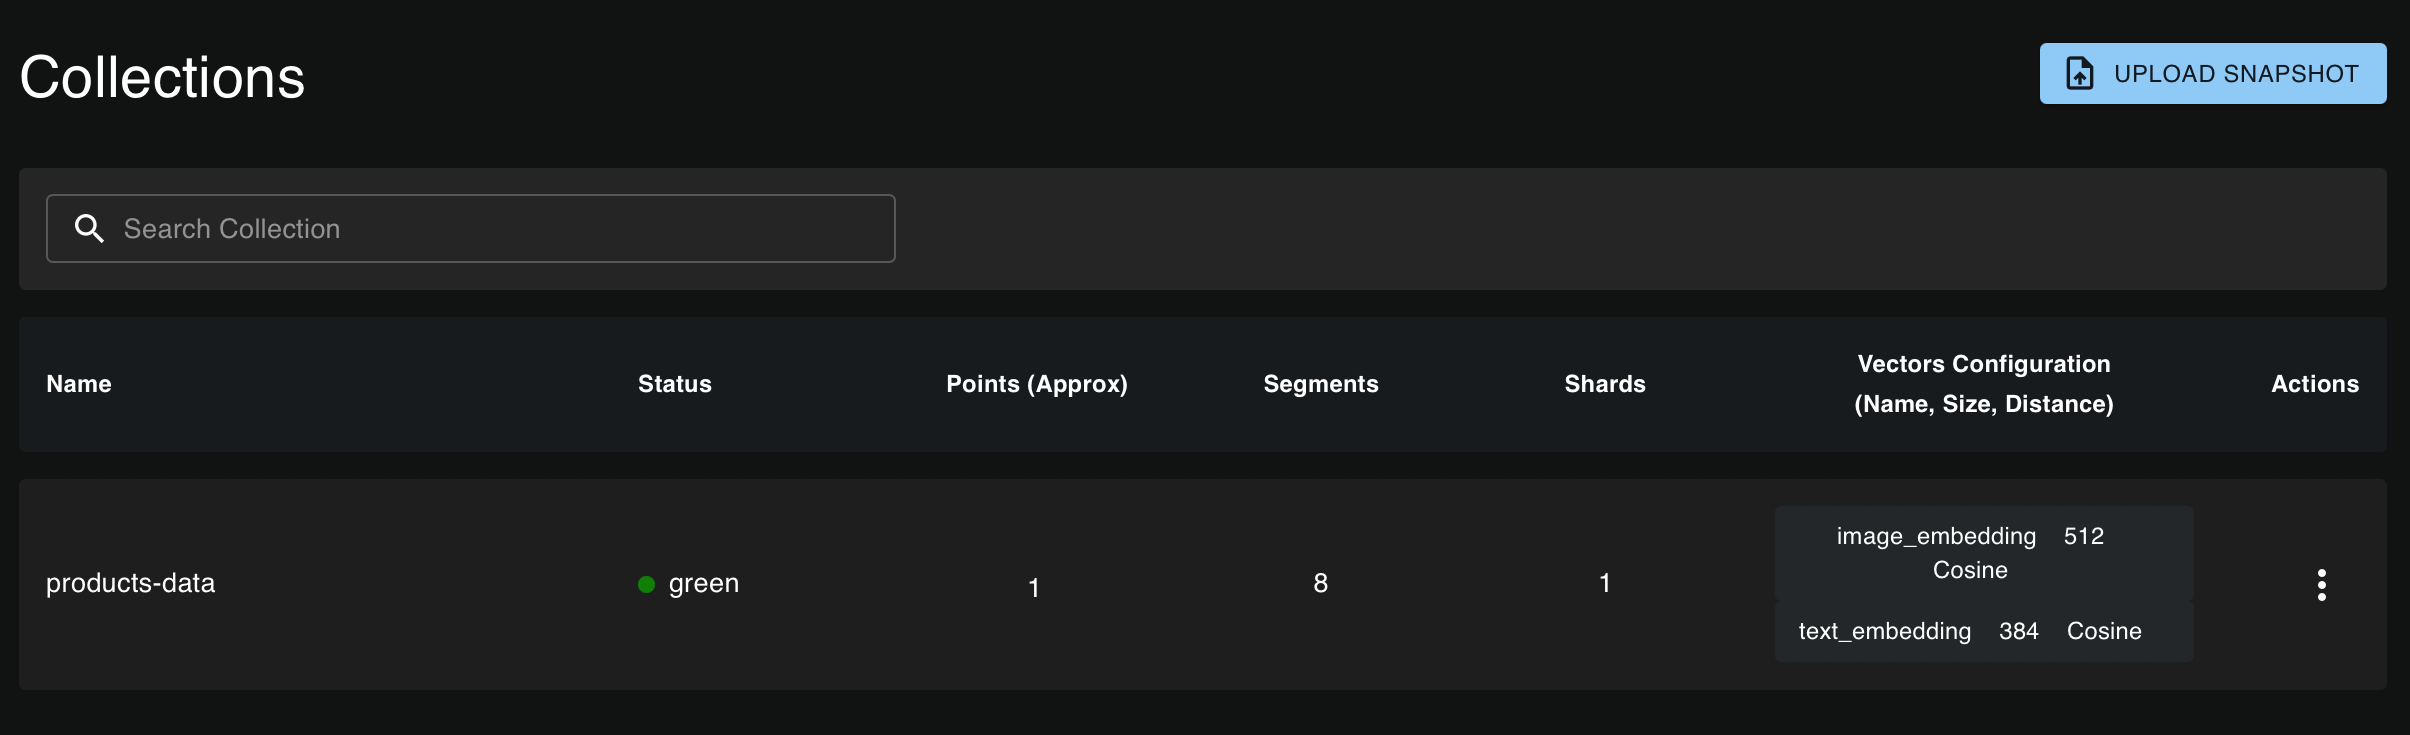 Collections
UPLOAD SNAPSHOT
Search Collection
Name Status Points (Approx) Segments Shards Vectors Configuration (Name, Size, Distance) Actions
products-data green 1 8 1
image_embedding 512
Cosine
text_embedding 384 Cosine